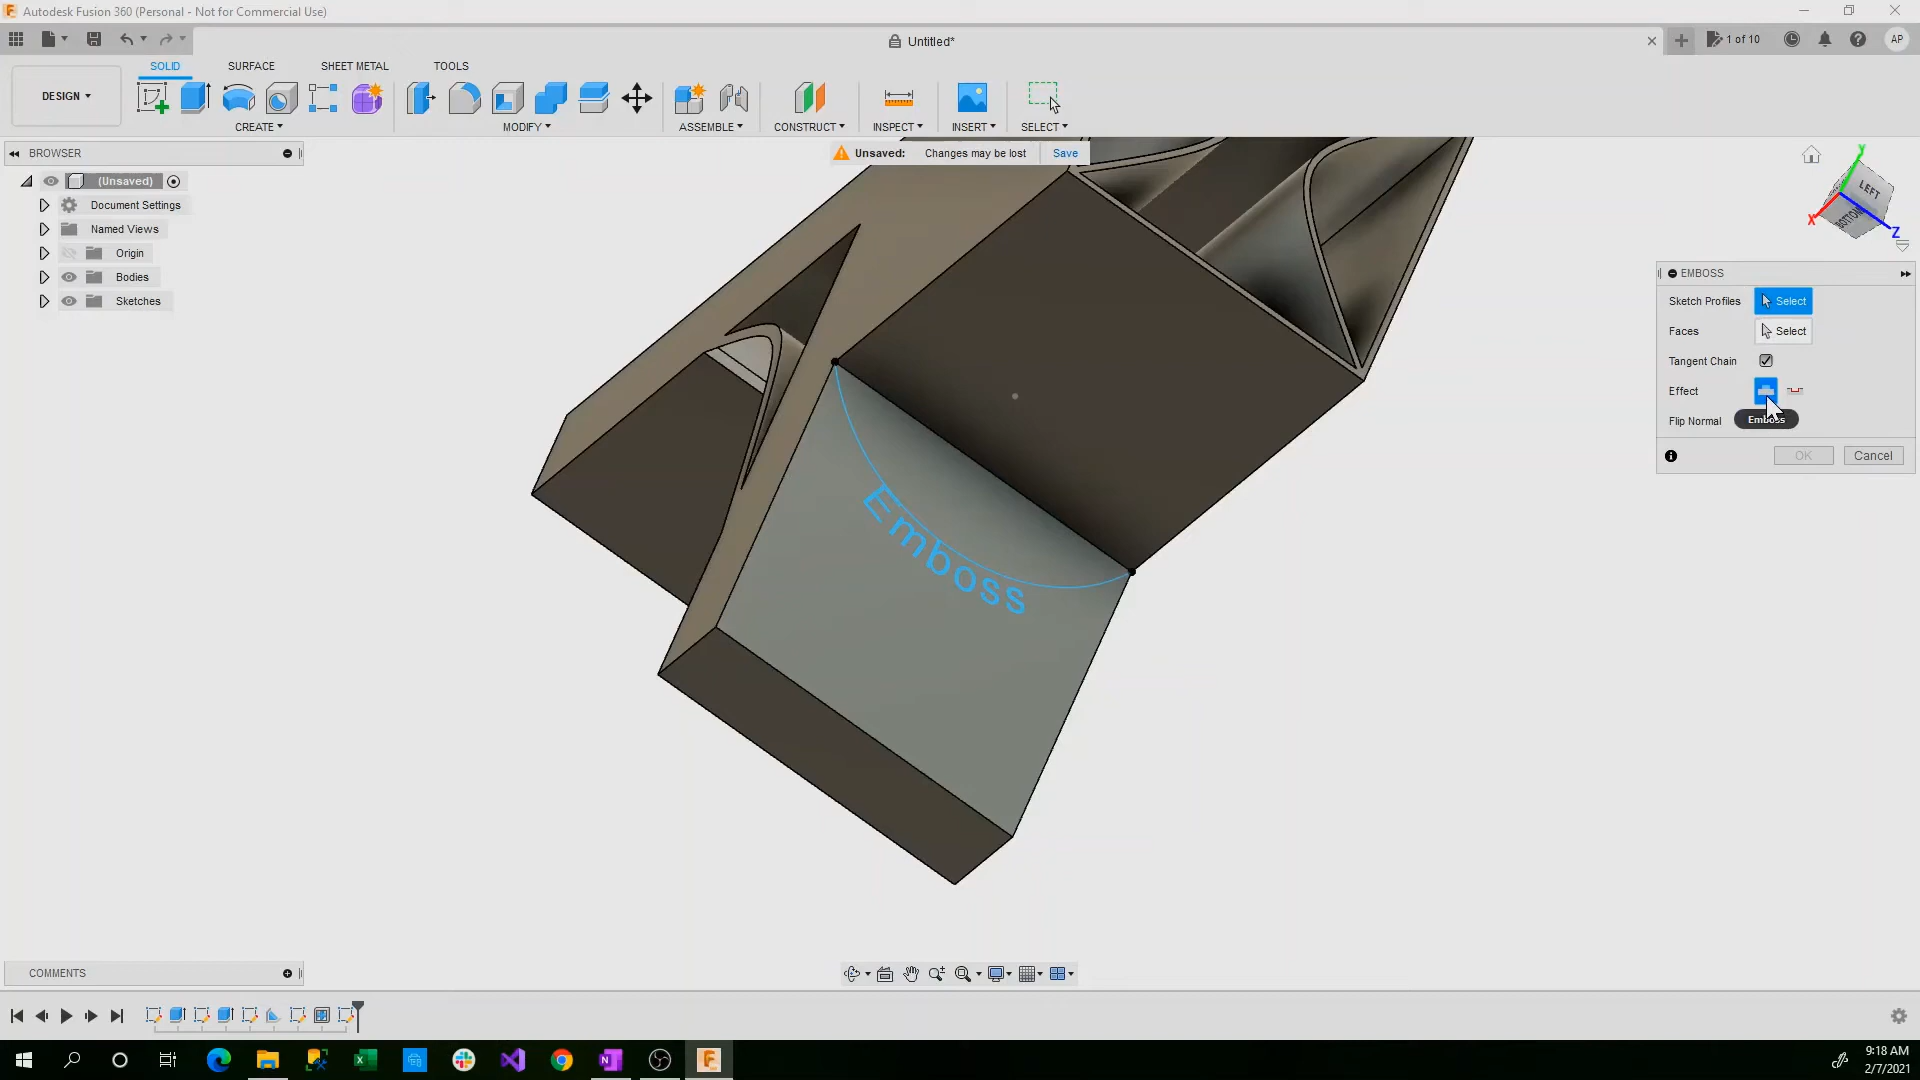 Autodesk Fusion 360 (Personal - Not for Commercial Use)
Untitled*
1 of 10
AP
DESIGN
SOLID
SURFACE
SHEET METAL
TOOLS
CREATE
MODIFY
ASSEMBLE
CONSTRUCT
INSPECT
INSERT
SELECT
BROWSER
Unsaved: Changes may be lost Save
(Unsaved)
Document Settings
Named Views
Origin
Bodies
Sketches
Y
LEFT
BOTTOM
X
Z
EMBOSS
Sketch Profiles Select
Faces Select
Tangent Chain
Effect
Flip Normal
Emboss
OK Cancel
Emboss
COMMENTS
9:18 AM
2/7/2021